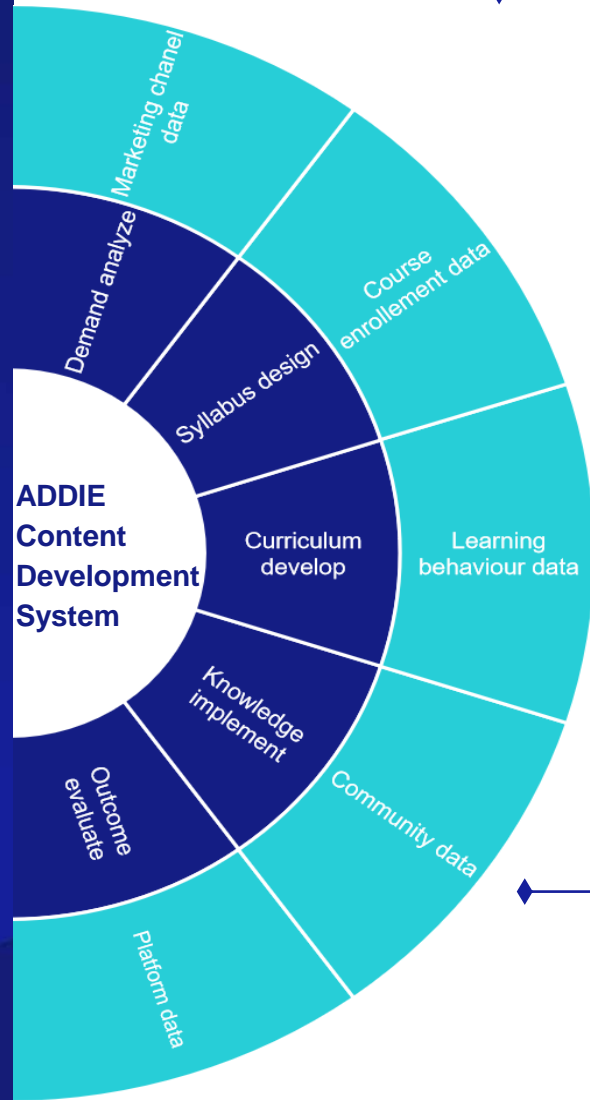 Marketing chanel
data
Demand analyze
Course
enrollement data
Syllabus design
ADDIE
Content
Development
System
Curriculum
develop
Learning
behaviour data
Knowledge
implement
Community data
Outcome
evaluate
Platform data